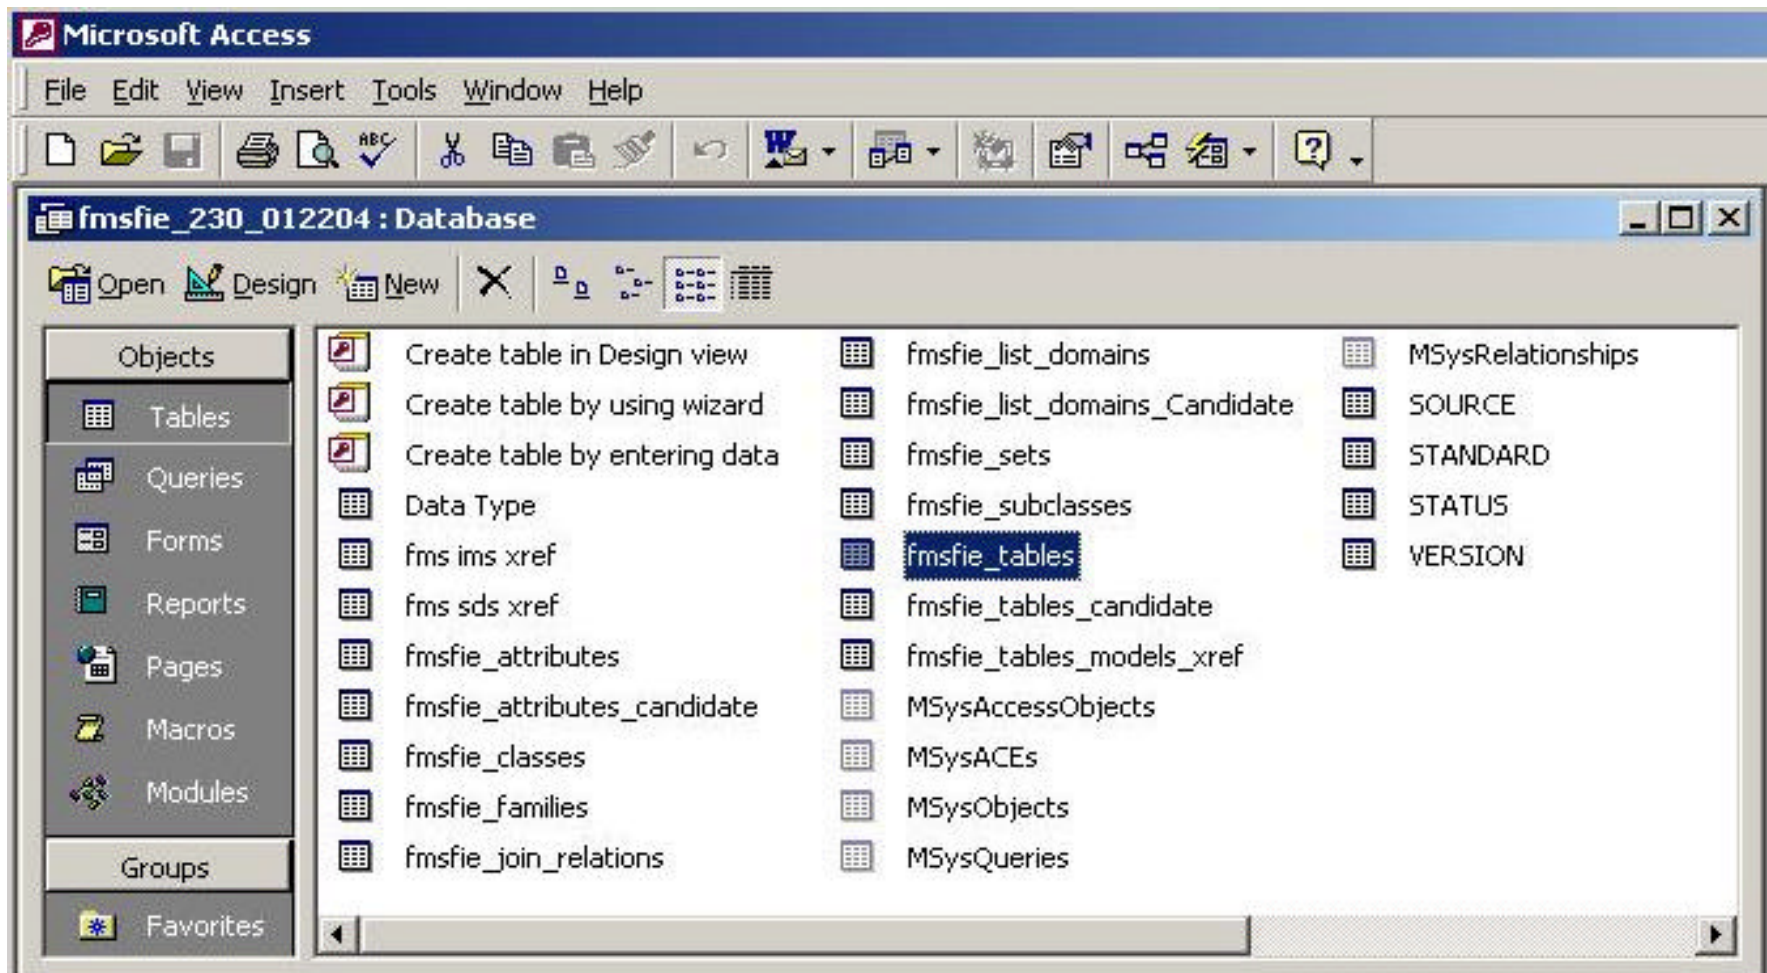 Microsoft Access
File Edit View Insert Tools Window Help
ABC
W
fmsfie_230_012204 : Database
Open Design New
Objects
Tables
Queries
Forms
Reports
Pages
Macros
Modules
Groups
Favorites
Create table in Design view
Create table by using wizard
Create table by entering data
Data Type
fms ims xref
fms sds xref
fmsfie_attributes
fmsfie_attributes_candidate
fmsfie_classes
fmsfie_families
fmsfie_join_relations
fmsfie_list_domains
fmsfie_list_domains_Candidate
fmsfie_sets
fmsfie_subclasses
fmsfie_tables
fmsfie_tables_candidate
fmsfie_tables_models_xref
MSysAccessObjects
MSysACEs
MSysObjects
MSysQueries
MSysRelationships
SOURCE
STANDARD
STATUS
VERSION